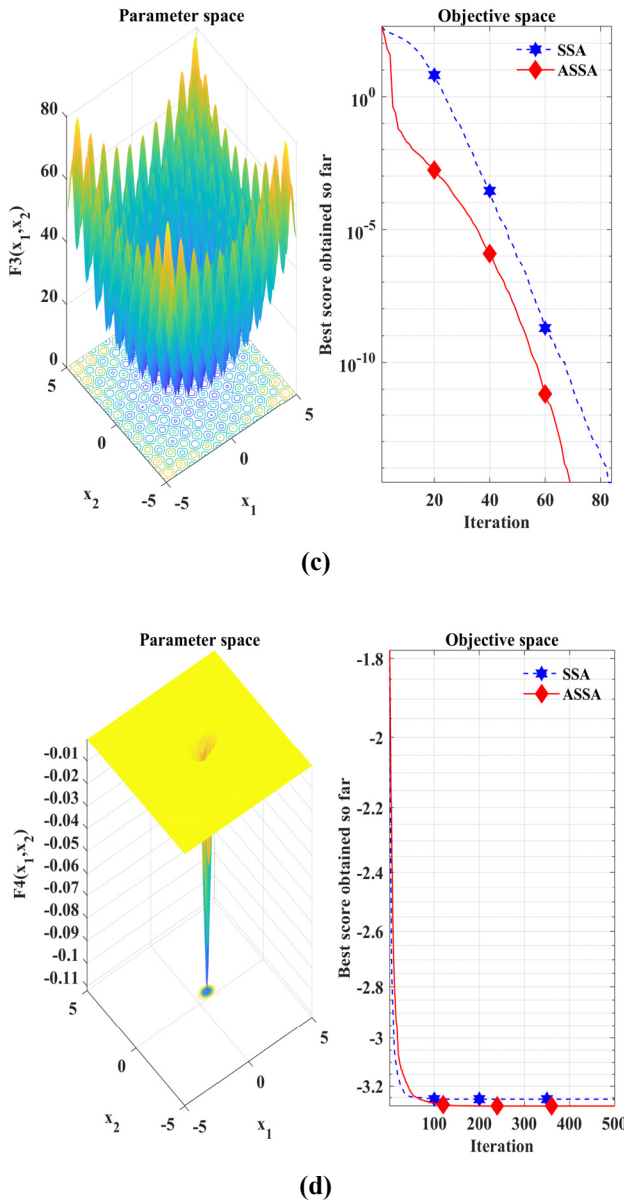 Parameter space
Objective space
80
60
40
20
0
F3(x1,x2)
5
0
-5
x2
-5
0
5
x1
SSA
ASSA
10^0
10^-5
10^-10
Best score obtained so far
20
40
60
80
Iteration
(c)
Parameter space
Objective space
-0.01
-0.02
-0.03
-0.04
-0.05
-0.06
-0.07
-0.08
-0.09
-0.1
-0.11
F4(x1,x2)
5
0
-5
x2
-5
0
5
x1
SSA
ASSA
-1.8
-2
-2.2
-2.4
-2.6
-2.8
-3
-3.2
Best score obtained so far
100
200
300
400
500
Iteration
(d)